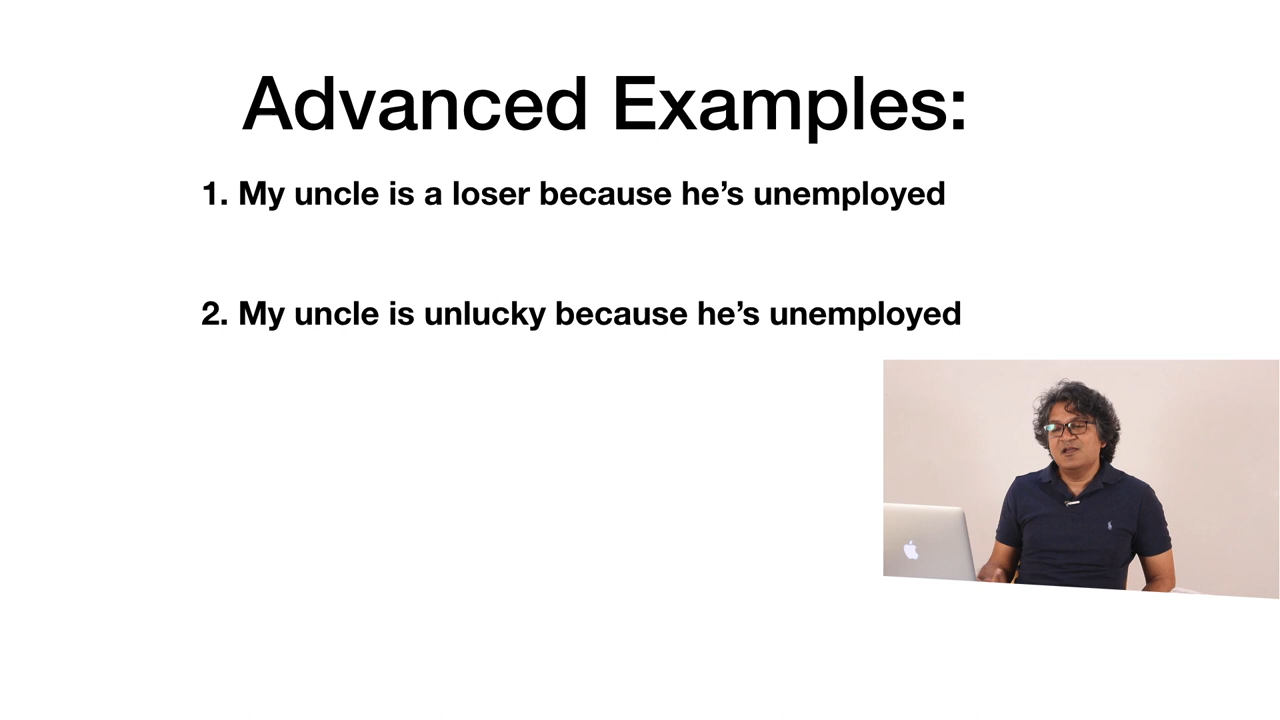 Advanced Examples:
1. My uncle is a loser because he’s unemployed
2. My uncle is unlucky because he’s unemployed